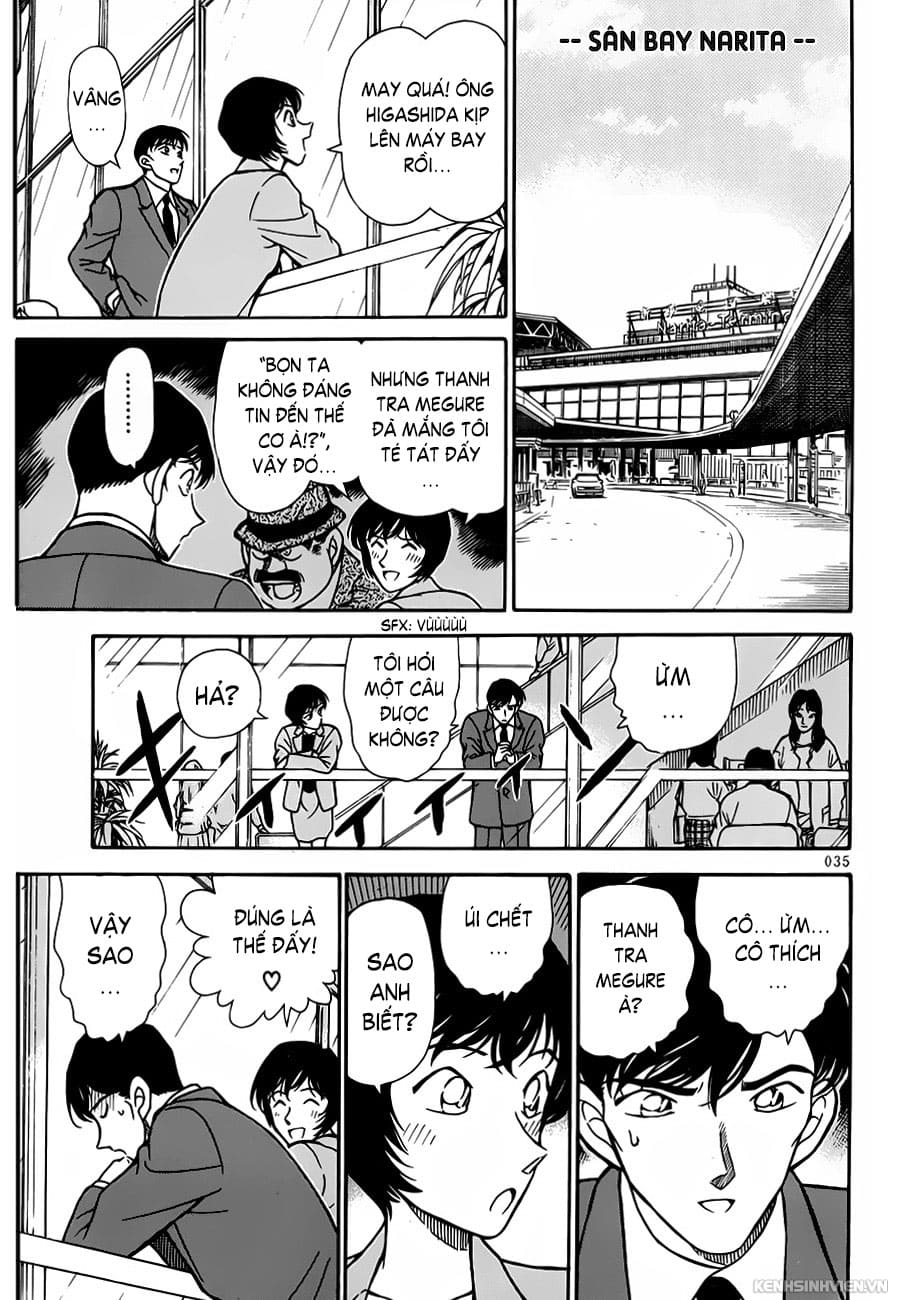 -- SÂN BAY NARITA --
MAY QUÁ! ÔNG
HIGASHIDA KỊP
LÊN MÁY BAY
RỒI...
VÂNG
...
NHƯNG THANH
TRA MEGURE
ĐÀ MẮNG TÔI
TÉ TÁT ĐẤY
...
"BỌN TA
KHÔNG ĐÁNG
TIN ĐẾN THẾ
CƠ À!?",
VẬY ĐÓ...
.........
SFX: VÙÙÙÙÙ
ỪM
...
TÔI HỎI
MỘT CÂU
ĐƯỢC
KHÔNG?
HẢ?
035
CÔ... ỪM...
CÔ THÍCH
THANH
TRA
MEGURE
À?
ÚI CHẾT
...
SAO
ANH
BIẾT?
ĐÚNG LÀ
THẾ ĐẤY!
♡
VẬY
SAO
...
KENHSINHVIEN.VN